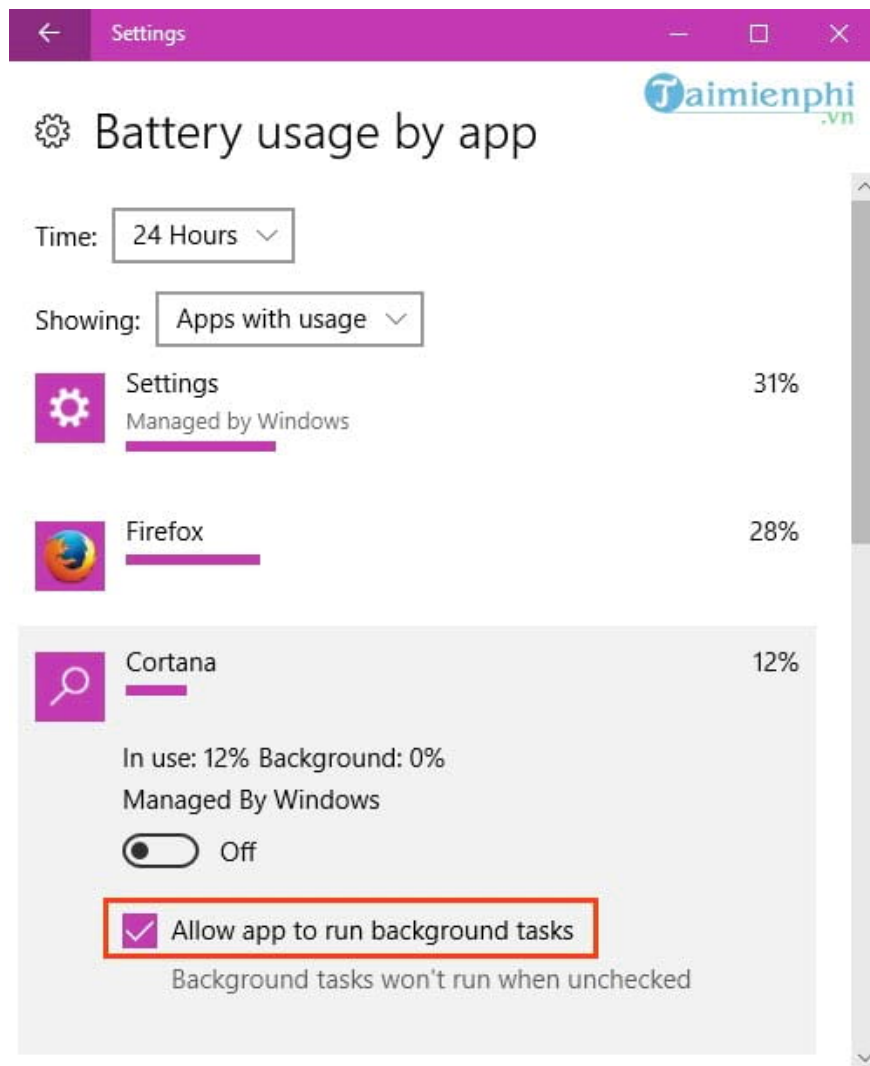 Settings
Taimienphi
.vn
Battery usage by app
Time: 24 Hours
Showing: Apps with usage
Settings 31%
Managed by Windows
Firefox 28%
Cortana 12%
In use: 12% Background: 0%
Managed By Windows
Off
Allow app to run background tasks
Background tasks won't run when unchecked